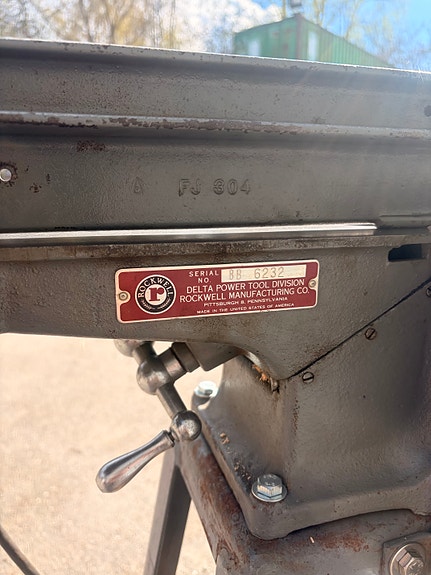 FJ 304
SERIAL
NO.
BB 6232
ROCKWELL
r
DELTA POWER TOOL DIVISION
ROCKWELL MANUFACTURING CO.
PITTSBURGH 8, PENNSYLVANIA
MADE IN THE UNITED STATES OF AMERICA